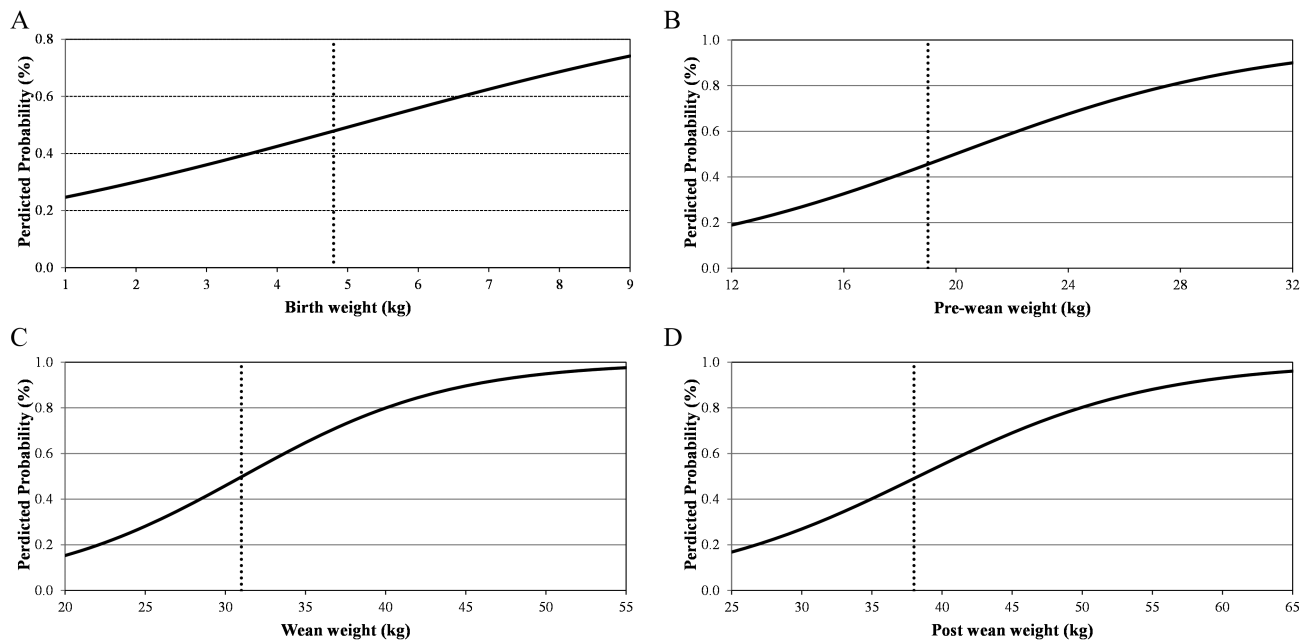 A
Perdicted Probability (%)
0.8
0.6
0.4
0.2
0.0
1 2 3 4 5 6 7 8 9
Birth weight (kg)
B
Perdicted Probability (%)
1.0
0.8
0.6
0.4
0.2
0.0
12 16 20 24 28 32
Pre-wean weight (kg)
C
Perdicted Probability (%)
1.0
0.8
0.6
0.4
0.2
0.0
20 25 30 35 40 45 50 55
Wean weight (kg)
D
Perdicted Probability (%)
1.0
0.8
0.6
0.4
0.2
0.0
25 30 35 40 45 50 55 60 65
Post wean weight (kg)